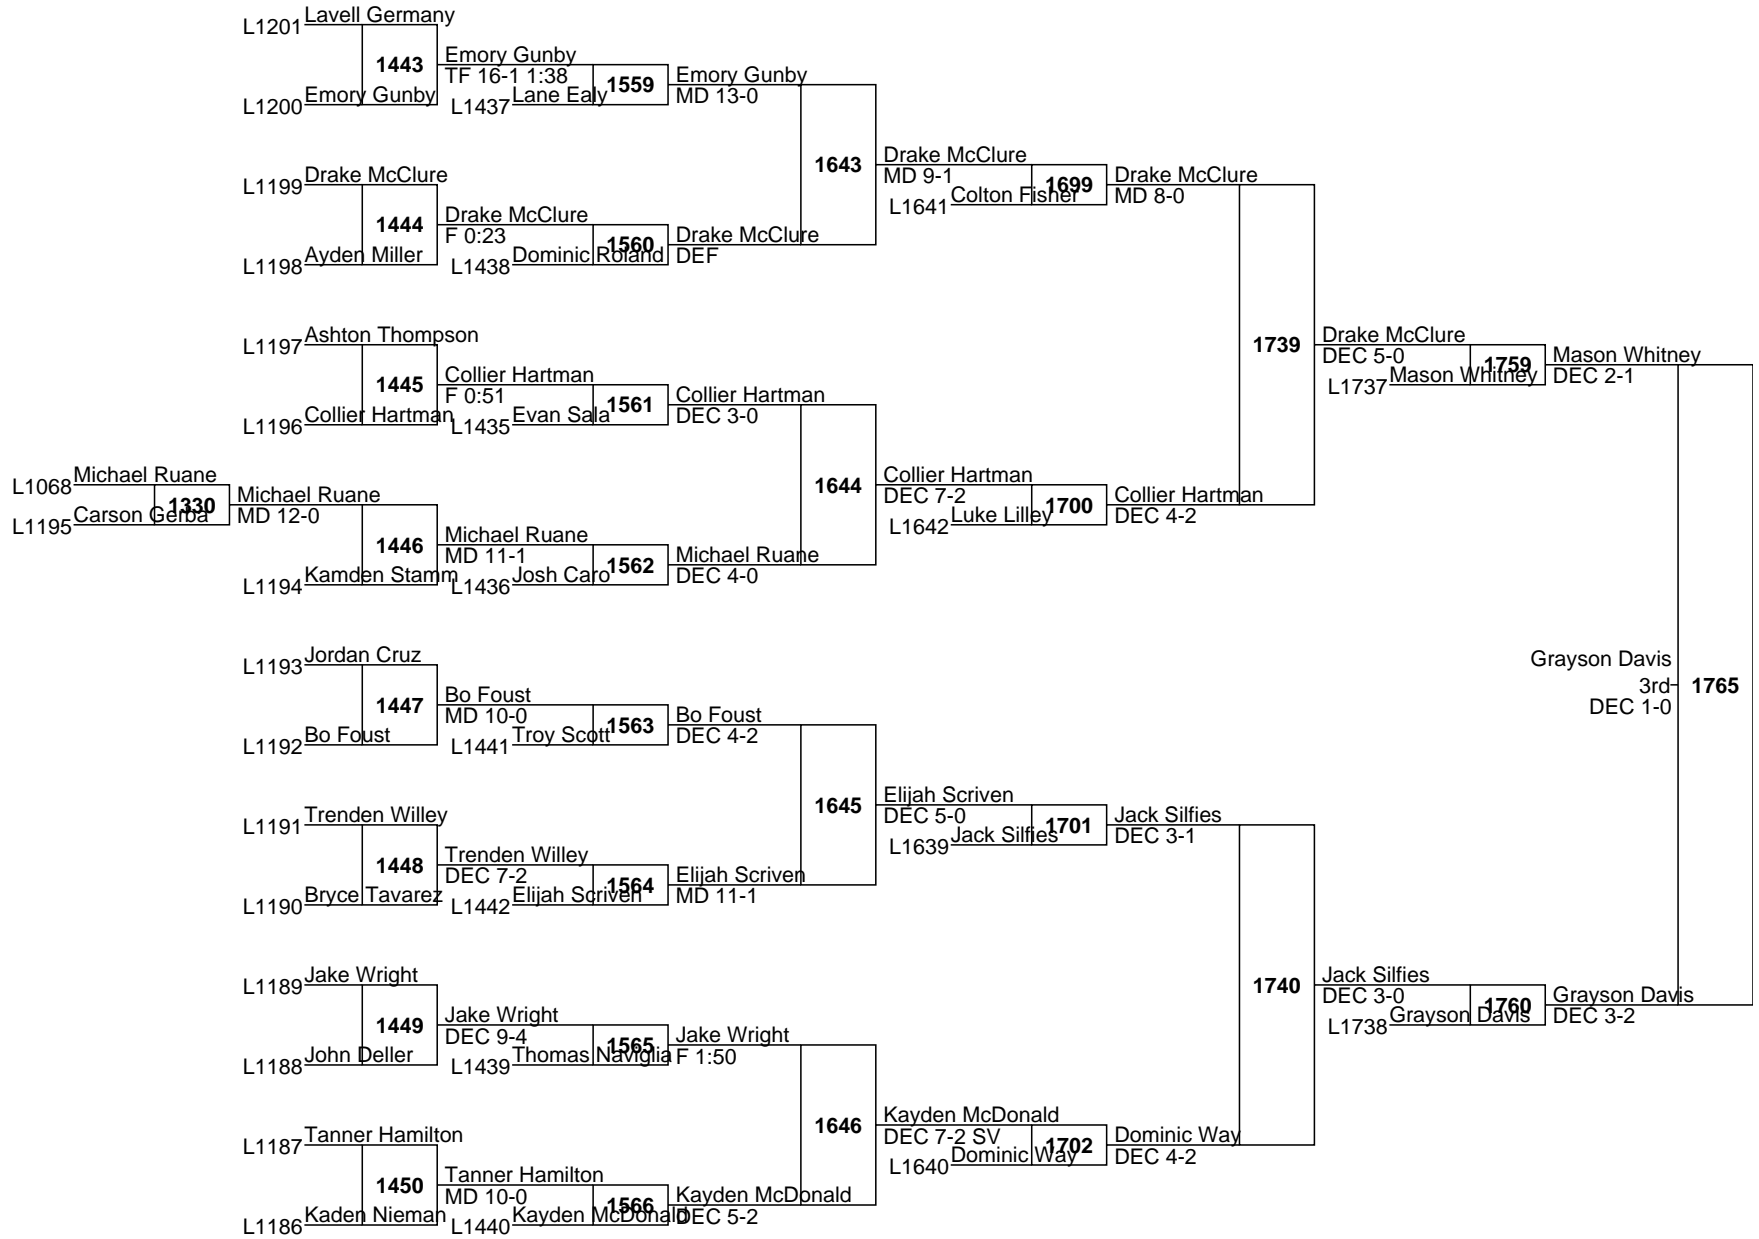 Lavell Germany
L1201
1443
Emory Gunby
TF 16-1 1:38
L1200 Emory Gunby
L1437 Lane Ealy
1559
Emory Gunby
MD 13-0
1643
Drake McClure
MD 9-1
L1641 Colton Fisher
1699
Drake McClure
MD 8-0
L1199 Drake McClure
1444
Drake McClure
F 0:23
L1198 Ayden Miller
L1438 Dominic Roland
1560
Drake McClure
DEF
L1197 Ashton Thompson
1445
Collier Hartman
F 0:51
L1196 Collier Hartman
L1435 Evan Sala
1561
Collier Hartman
DEC 3-0
1739
Drake McClure
DEC 5-0
L1737 Mason Whitney
1759
Mason Whitney
DEC 2-1
L1068 Michael Ruane
1330
L1195 Carson Gerba
Michael Ruane
MD 12-0
1446
Michael Ruane
MD 11-1
L1194 Kamden Stamm
L1436 Josh Caro
1562
Michael Ruane
DEC 4-0
1644
Collier Hartman
DEC 7-2
L1642 Luke Lilley
1700
Collier Hartman
DEC 4-2
L1193 Jordan Cruz
1447
Bo Foust
MD 10-0
L1192 Bo Foust
L1441 Troy Scott
1563
Bo Foust
DEC 4-2
Grayson Davis
3rd
DEC 1-0
1765
L1191 Trenden Willey
1448
Trenden Willey
DEC 7-2
L1190 Bryce Tavarez
L1442 Elijah Scriven
1564
Elijah Scriven
MD 11-1
1645
Elijah Scriven
DEC 5-0
L1639 Jack Silfies
1701
Jack Silfies
DEC 3-1
L1189 Jake Wright
1449
Jake Wright
DEC 9-4
L1188 John Deller
L1439 Thomas Naviglia
1565
Jake Wright
F 1:50
1740
Jack Silfies
DEC 3-0
L1738 Grayson Davis
1760
Grayson Davis
DEC 3-2
L1187 Tanner Hamilton
1450
Tanner Hamilton
MD 10-0
L1186 Kaden Nieman
L1440 Kayden McDonald
1566
Kayden McDonald
DEC 5-2
1646
Kayden McDonald
DEC 7-2 SV
L1640 Dominic Way
1702
Dominic Way
DEC 4-2